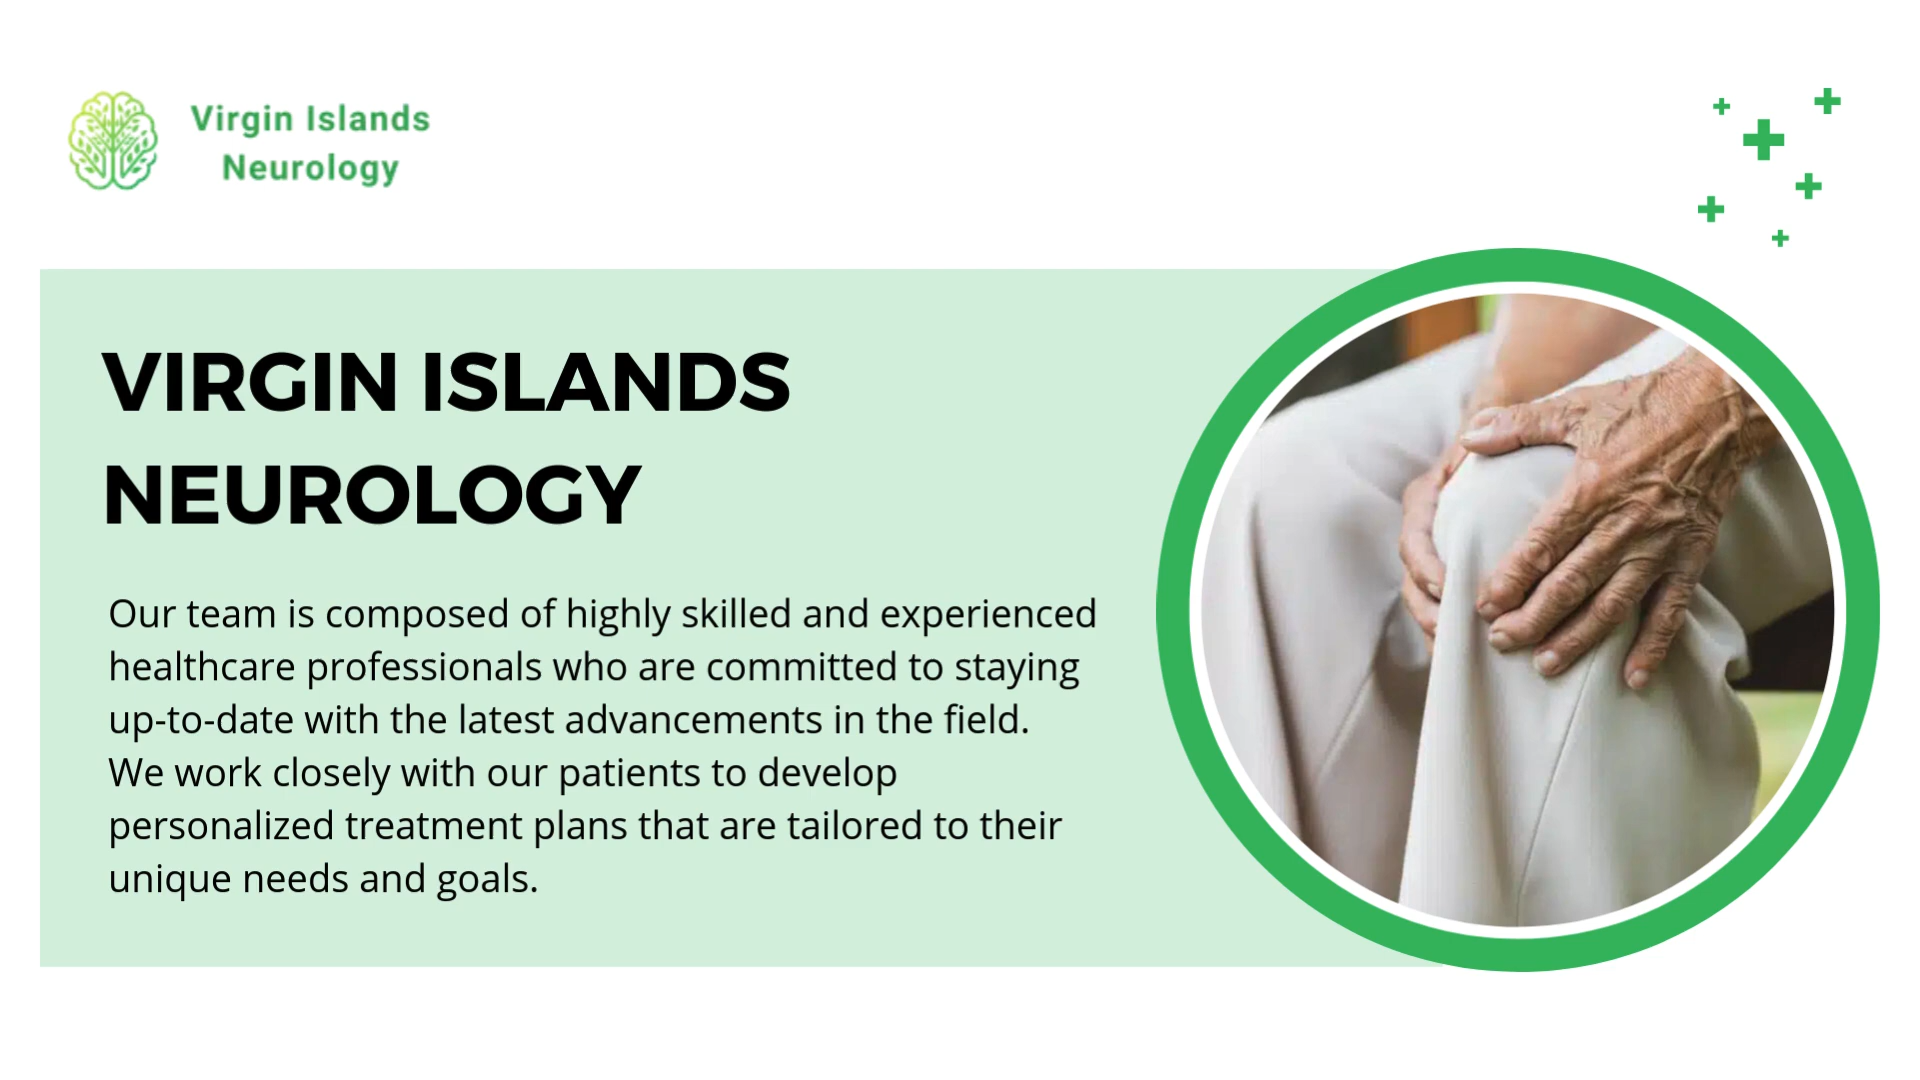 Virgin Islands
Neurology
VIRGIN ISLANDS
NEUROLOGY
Our team is composed of highly skilled and experienced
healthcare professionals who are committed to staying
up-to-date with the latest advancements in the field.
We work closely with our patients to develop
personalized treatment plans that are tailored to their
unique needs and goals.